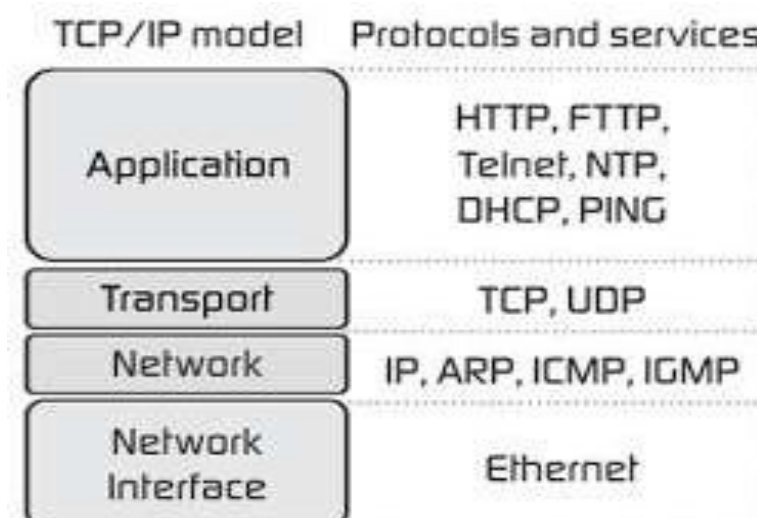 TCP/IP model Protocols and services
Application
HTTP, FTTP,
Telnet, NTP,
DHCP, PING
Transport
TCP, UDP
Network
IP, ARP, ICMP, IGMP
Network
Interface
Ethernet